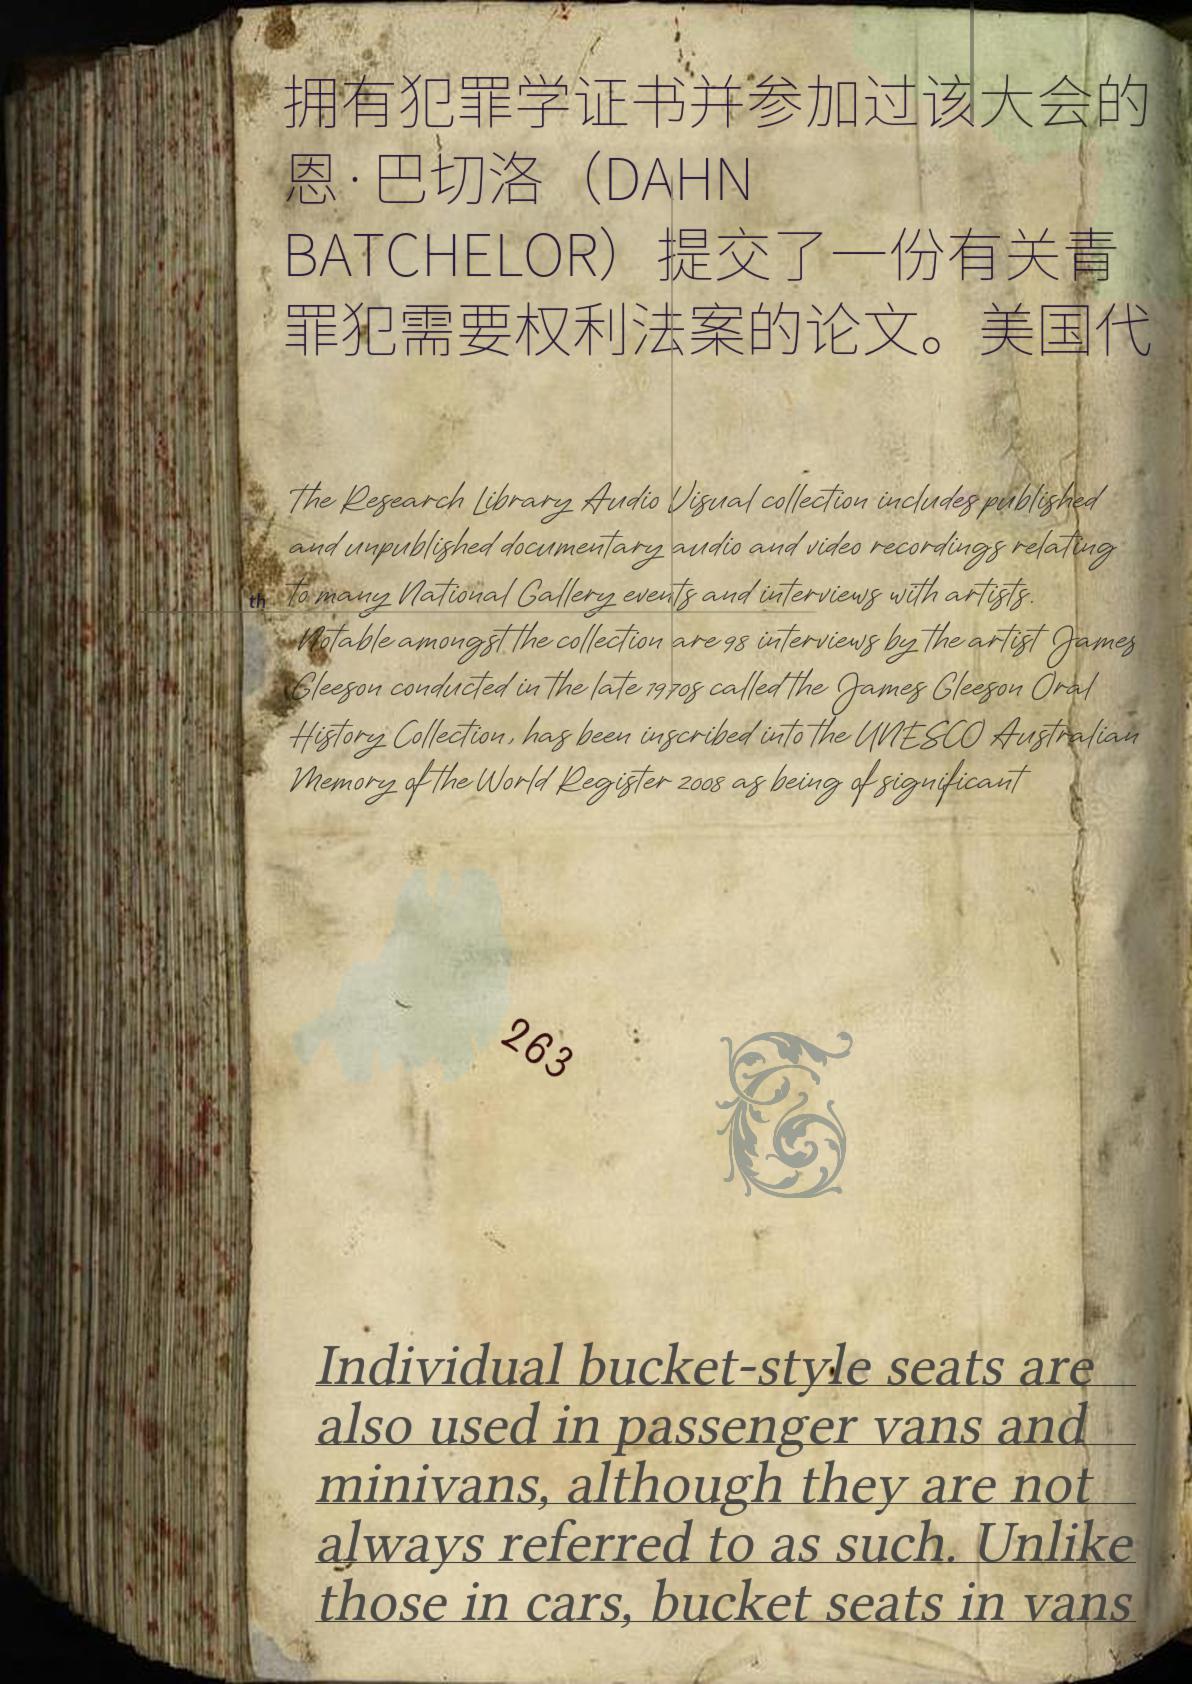 拥有犯罪学证书并参加过该大会的
恩·巴切洛（DAHN
BATCHELOR）提交了一份有关青
罪犯需要权利法案的论文。美国代
The Research Library Audio Visual collection includes published
and unpublished documentary audio and video recordings relating
to many National Gallery events and interviews with artists.
th
Notable amongst the collection are 98 interviews by the artist James
Gleeson conducted in the late 1970s called the James Gleeson Oral
History Collection, has been inscribed into the UNESCO Australian
Memory of the World Register 2008 as being of significant
263
Individual bucket-style seats are
also used in passenger vans and
minivans, although they are not
always referred to as such. Unlike
those in cars, bucket seats in vans